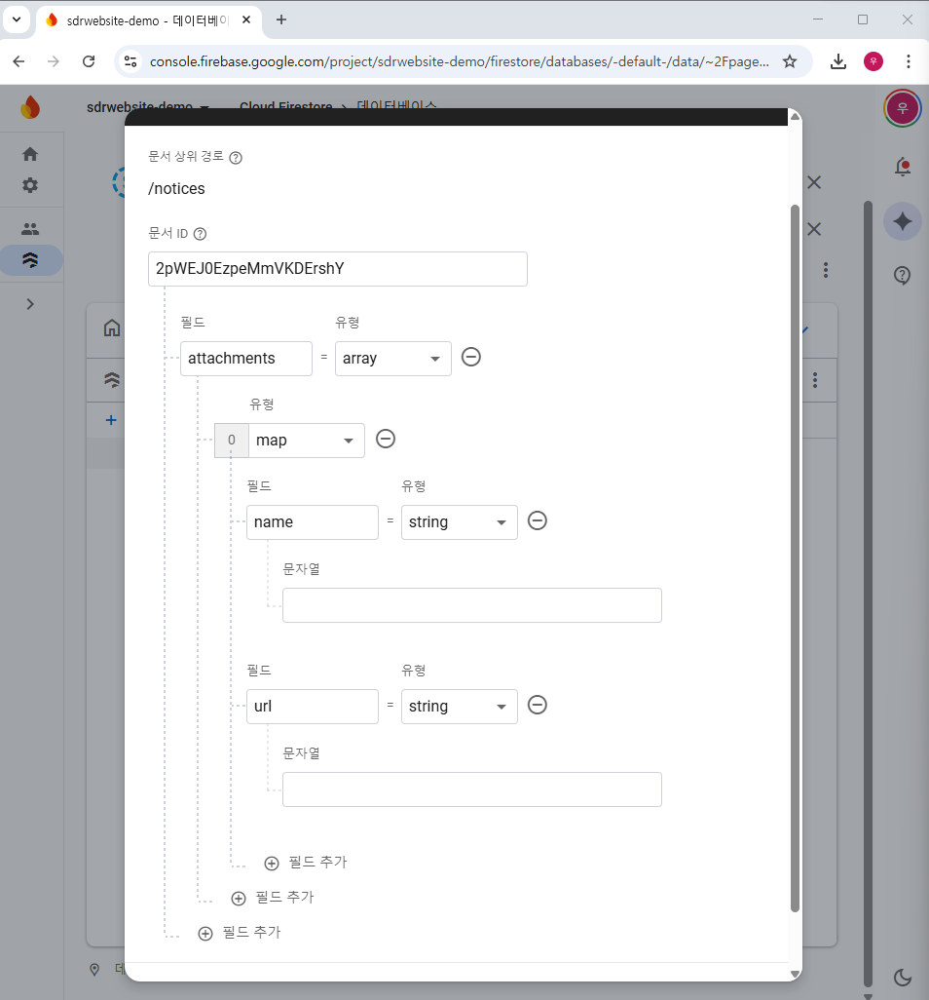 sdrwebsite-demo - 데이터베이
console.firebase.google.com/project/sdrwebsite-demo/firestore/databases/-default-/data/~2Fpage...
우
sdrwebsite-demo
Cloud Firestore > 데이터베이스
우
문서 상위 경로
/notices
문서 ID
2pWEJ0EzpeMmVKDErshY
필드 유형
attachments = array
유형
0 map
필드 유형
name = string
문자열
필드 유형
url = string
문자열
필드 추가
필드 추가
필드 추가